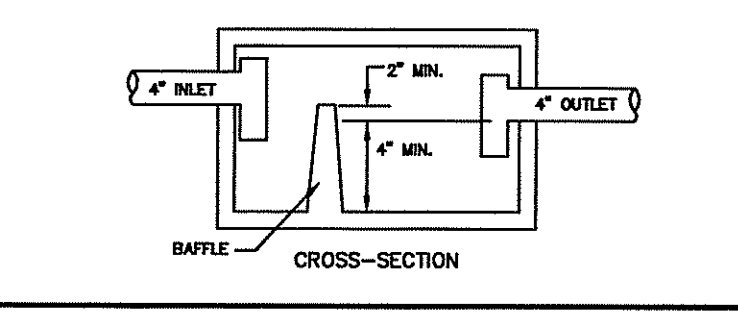 2" MIN.
4" INLET
4" OUTLET
4" MIN.
BAFFLE
CROSS-SECTION